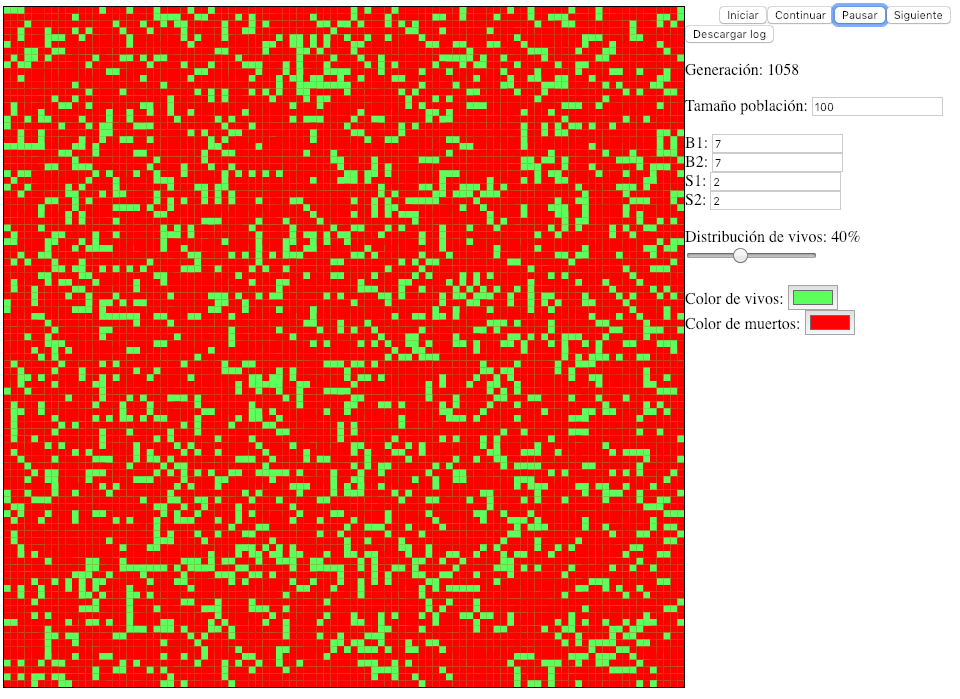 Iniciar Continuar Pausar Siguiente
Descargar log
Generación: 1058
Tamaño población: 100
B1: 7
B2: 7
S1: 2
S2: 2
Distribución de vivos: 40%
Color de vivos:
Color de muertos: